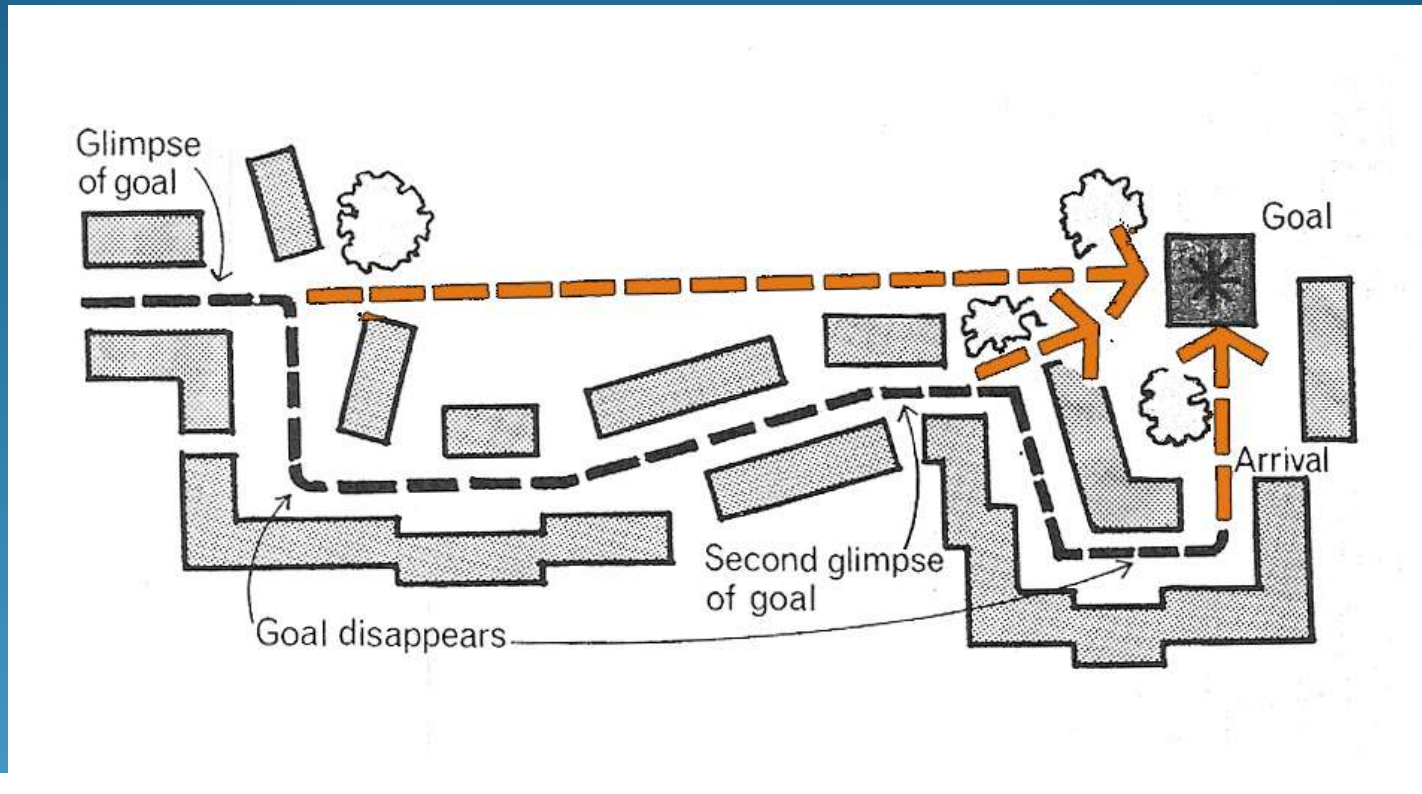 Glimpse
of goal
Goal
Arrival
Second glimpse
of goal
Goal disappears